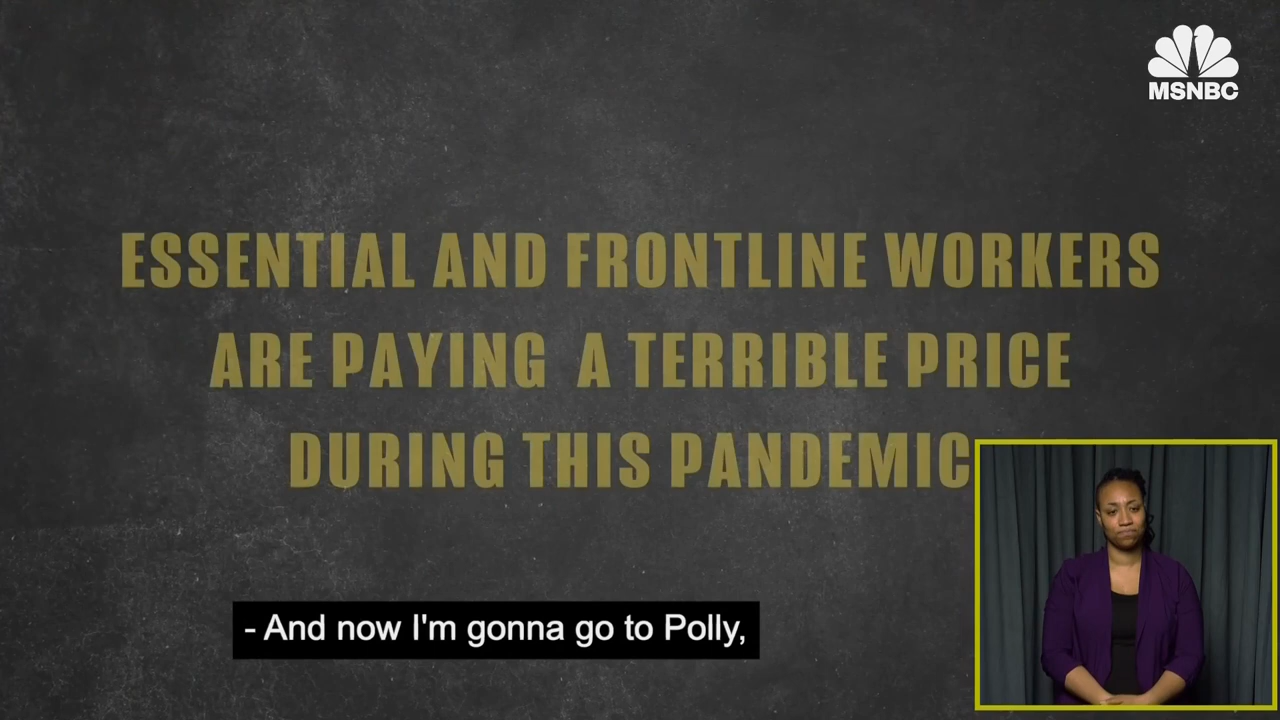 MSNBC
ESSENTIAL AND FRONTLINE WORKERS
ARE PAYING A TERRIBLE PRICE
DURING THIS PANDEMIC
- And now I'm gonna go to Polly,